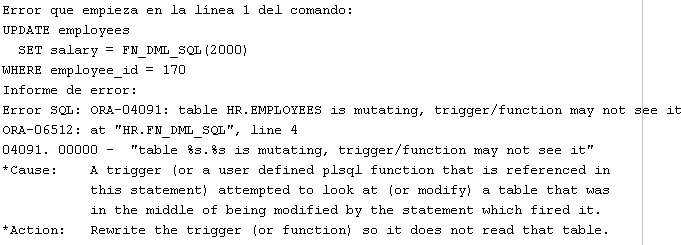 Error que empieza en la línea 1 del comando:
UPDATE employees
  SET salary = FN_DML_SQL(2000)
WHERE employee_id = 170
Informe de error:
Error SQL: ORA-04091: table HR.EMPLOYEES is mutating, trigger/function may not see it
ORA-06512: at "HR.FN_DML_SQL", line 4
04091. 00000 -  "table %s.%s is mutating, trigger/function may not see it"
*Cause:    A trigger (or a user defined plsql function that is referenced in
           this statement) attempted to look at (or modify) a table that was
           in the middle of being modified by the statement which fired it.
*Action:   Rewrite the trigger (or function) so it does not read that table.